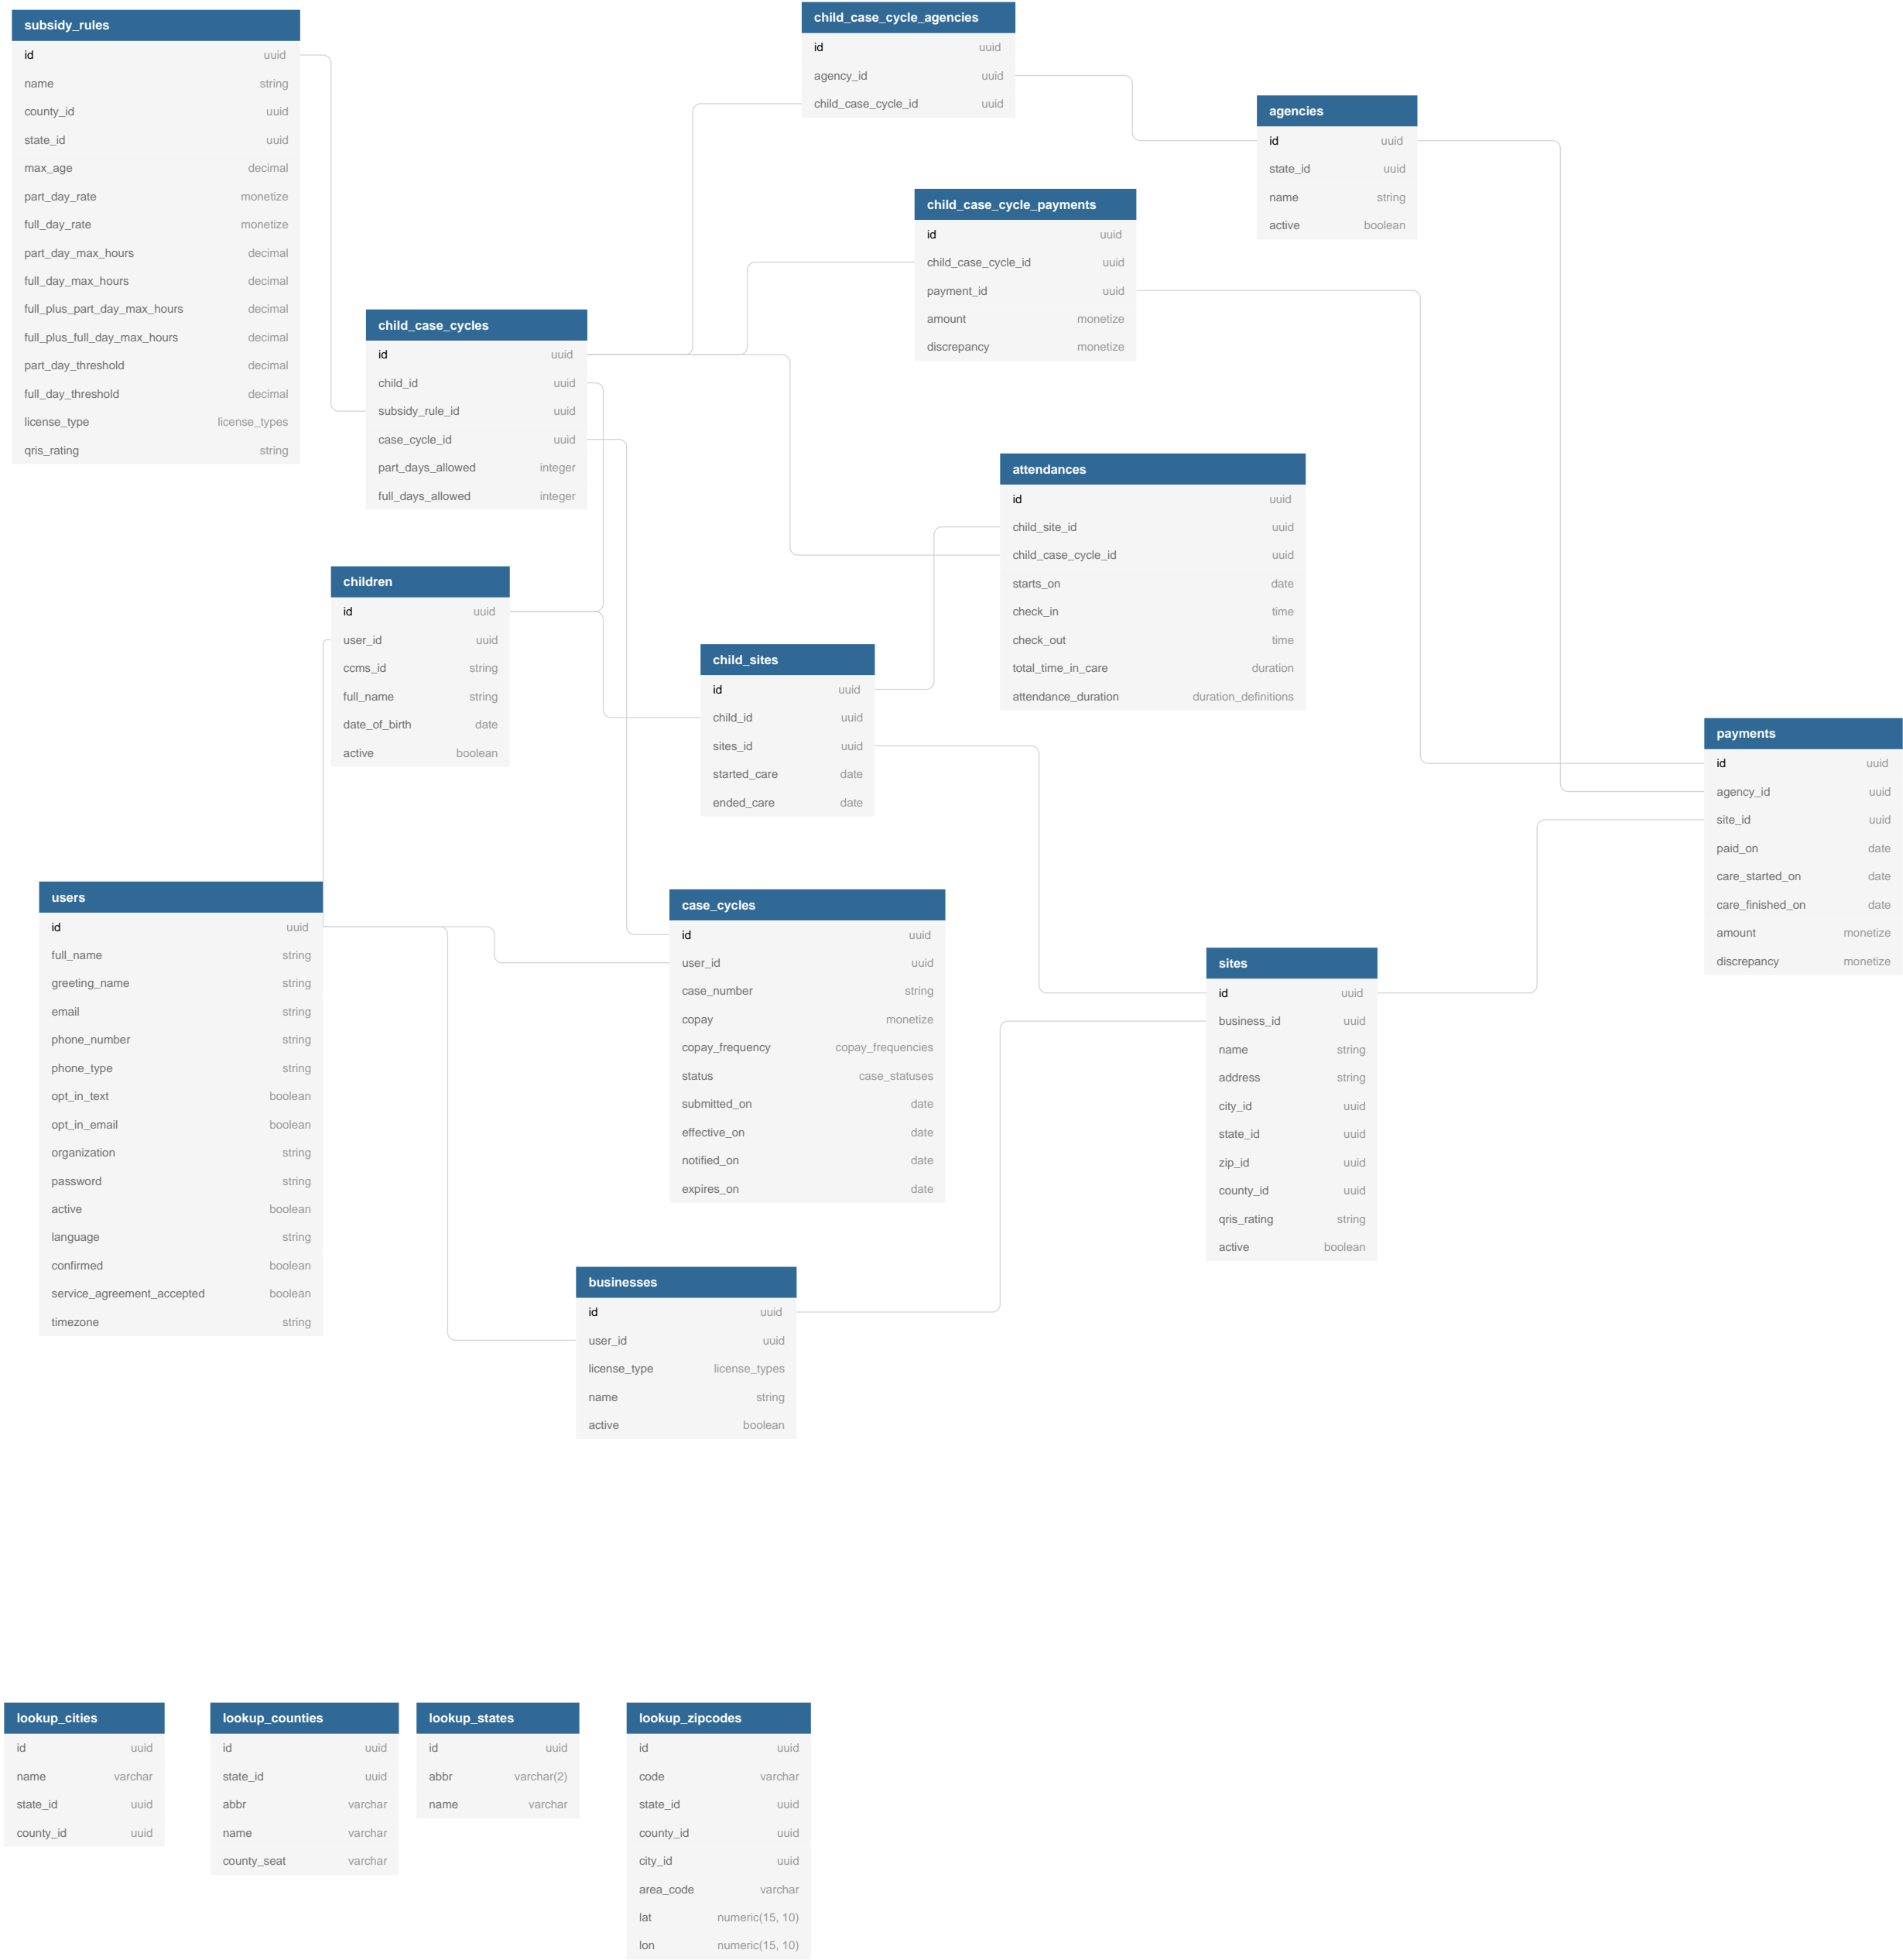 subsidy_rules
id uuid
name string
county_id uuid
state_id uuid
max_age decimal
part_day_rate monetize
full_day_rate monetize
part_day_max_hours decimal
full_day_max_hours decimal
full_plus_part_day_max_hours decimal
full_plus_full_day_max_hours decimal
part_day_threshold decimal
full_day_threshold decimal
license_type license_types
qris_rating string
child_case_cycle_agencies
id uuid
agency_id uuid
child_case_cycle_id uuid
agencies
id uuid
state_id uuid
name string
active boolean
child_case_cycle_payments
id uuid
child_case_cycle_id uuid
payment_id uuid
amount monetize
discrepancy monetize
child_case_cycles
id uuid
child_id uuid
subsidy_rule_id uuid
case_cycle_id uuid
part_days_allowed integer
full_days_allowed integer
attendances
id uuid
child_site_id uuid
child_case_cycle_id uuid
starts_on date
check_in time
check_out time
total_time_in_care duration
attendance_duration duration_definitions
children
id uuid
user_id uuid
ccms_id string
full_name string
date_of_birth date
active boolean
child_sites
id uuid
child_id uuid
sites_id uuid
started_care date
ended_care date
payments
id uuid
agency_id uuid
site_id uuid
paid_on date
care_started_on date
care_finished_on date
amount monetize
discrepancy monetize
users
id uuid
full_name string
greeting_name string
email string
phone_number string
phone_type string
opt_in_text boolean
opt_in_email boolean
organization string
password string
active boolean
language string
confirmed boolean
service_agreement_accepted boolean
timezone string
case_cycles
id uuid
user_id uuid
case_number string
copay monetize
copay_frequency copay_frequencies
status case_statuses
submitted_on date
effective_on date
notified_on date
expires_on date
sites
id uuid
business_id uuid
name string
address string
city_id uuid
state_id uuid
zip_id uuid
county_id uuid
qris_rating string
active boolean
businesses
id uuid
user_id uuid
license_type license_types
name string
active boolean
lookup_cities
id uuid
name varchar
state_id uuid
county_id uuid
lookup_counties
id uuid
state_id uuid
abbr varchar
name varchar
county_seat varchar
lookup_states
id uuid
abbr varchar(2)
name varchar
lookup_zipcodes
id uuid
code varchar
state_id uuid
county_id uuid
city_id uuid
area_code varchar
lat numeric(15, 10)
lon numeric(15, 10)